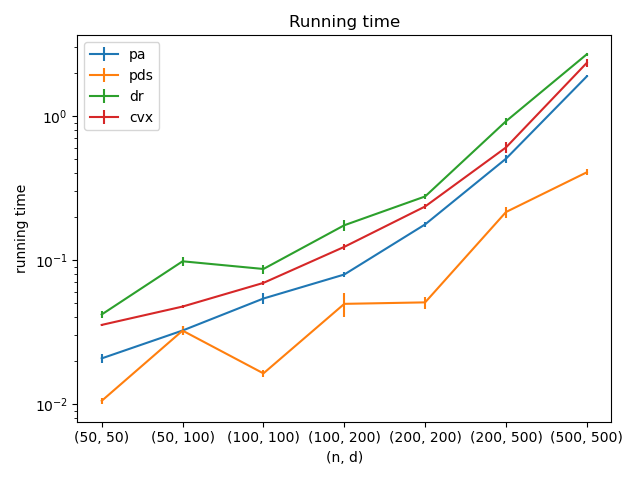 Running time
pa
pds
dr
cvx
running time
10⁰
10⁻¹
10⁻²
(50, 50) (50, 100) (100, 100) (100, 200) (200, 200) (200, 500) (500, 500)
(n, d)